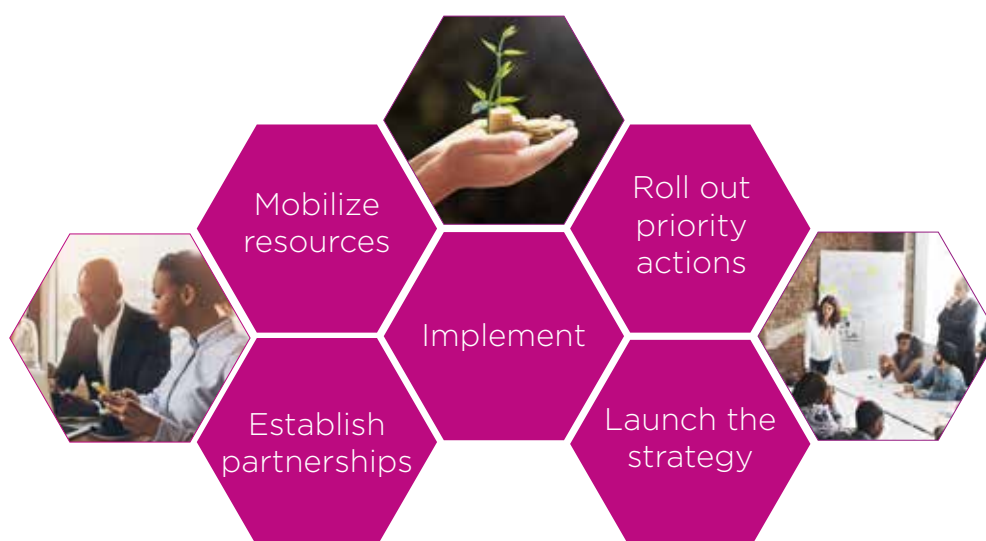 Mobilize
resources
Roll out
priority
actions
Implement
Establish
partnerships
Launch the
strategy